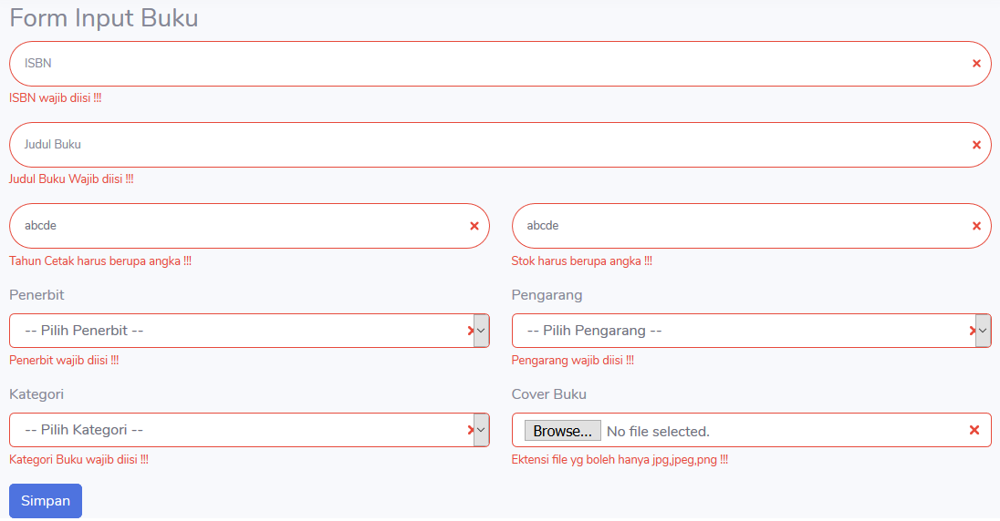 Form Input Buku
ISBN
ISBN wajib diisi !!!
Judul Buku
Judul Buku Wajib diisi !!!
abcde
abcde
Tahun Cetak harus berupa angka !!!
Stok harus berupa angka !!!
Penerbit
Pengarang
-- Pilih Penerbit --
-- Pilih Pengarang --
Penerbit wajib diisi !!!
Pengarang wajib diisi !!!
Kategori
Cover Buku
-- Pilih Kategori --
Browse... No file selected.
Kategori Buku wajib diisi !!!
Ektensi file yg boleh hanya jpg,jpeg,png !!!
Simpan